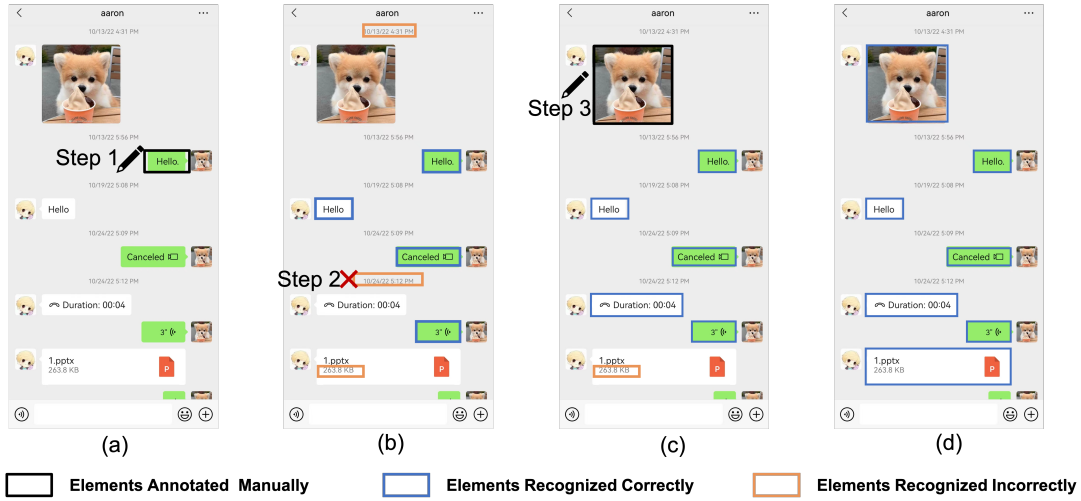 aaron ...
10/13/22 4:31 PM
10/13/22 5:56 PM
Step 1
Hello.
10/19/22 5:08 PM
Hello
10/24/22 5:09 PM
Canceled
10/24/22 5:12 PM
Duration: 00:04
3"
1.pptx
263.8 KB
P
(a)
aaron ...
10/13/22 4:31 PM
10/13/22 5:56 PM
Hello.
10/19/22 5:08 PM
Hello
10/24/22 5:09 PM
Canceled
Step 2
10/24/22 5:12 PM
Duration: 00:04
3"
1.pptx
263.8 KB
P
(b)
aaron ...
10/13/22 4:31 PM
Step 3
10/13/22 5:56 PM
Hello.
10/19/22 5:08 PM
Hello
10/24/22 5:09 PM
Canceled
10/24/22 5:12 PM
Duration: 00:04
3"
1.pptx
263.8 KB
P
(c)
aaron ...
10/13/22 4:31 PM
10/13/22 5:56 PM
Hello.
10/19/22 5:08 PM
Hello
10/24/22 5:09 PM
Canceled
10/24/22 5:12 PM
Duration: 00:04
3"
1.pptx
263.8 KB
P
(d)
Elements Annotated Manually
Elements Recognized Correctly
Elements Recognized Incorrectly